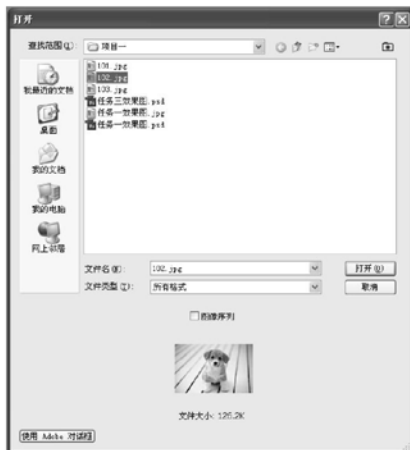 打开
查找范围(I):
项目一
我最近的文档
桌面
我的文档
我的电脑
网上邻居
101.jpg
102.jpg
103.jpg
任务三效果图.psd
任务一效果图.jpg
任务一效果图.psd
文件名(N):
102.jpg
打开(O)
文件类型(T):
所有格式
取消
图像序列
文件大小: 125.2K
使用 Adobe 对话框